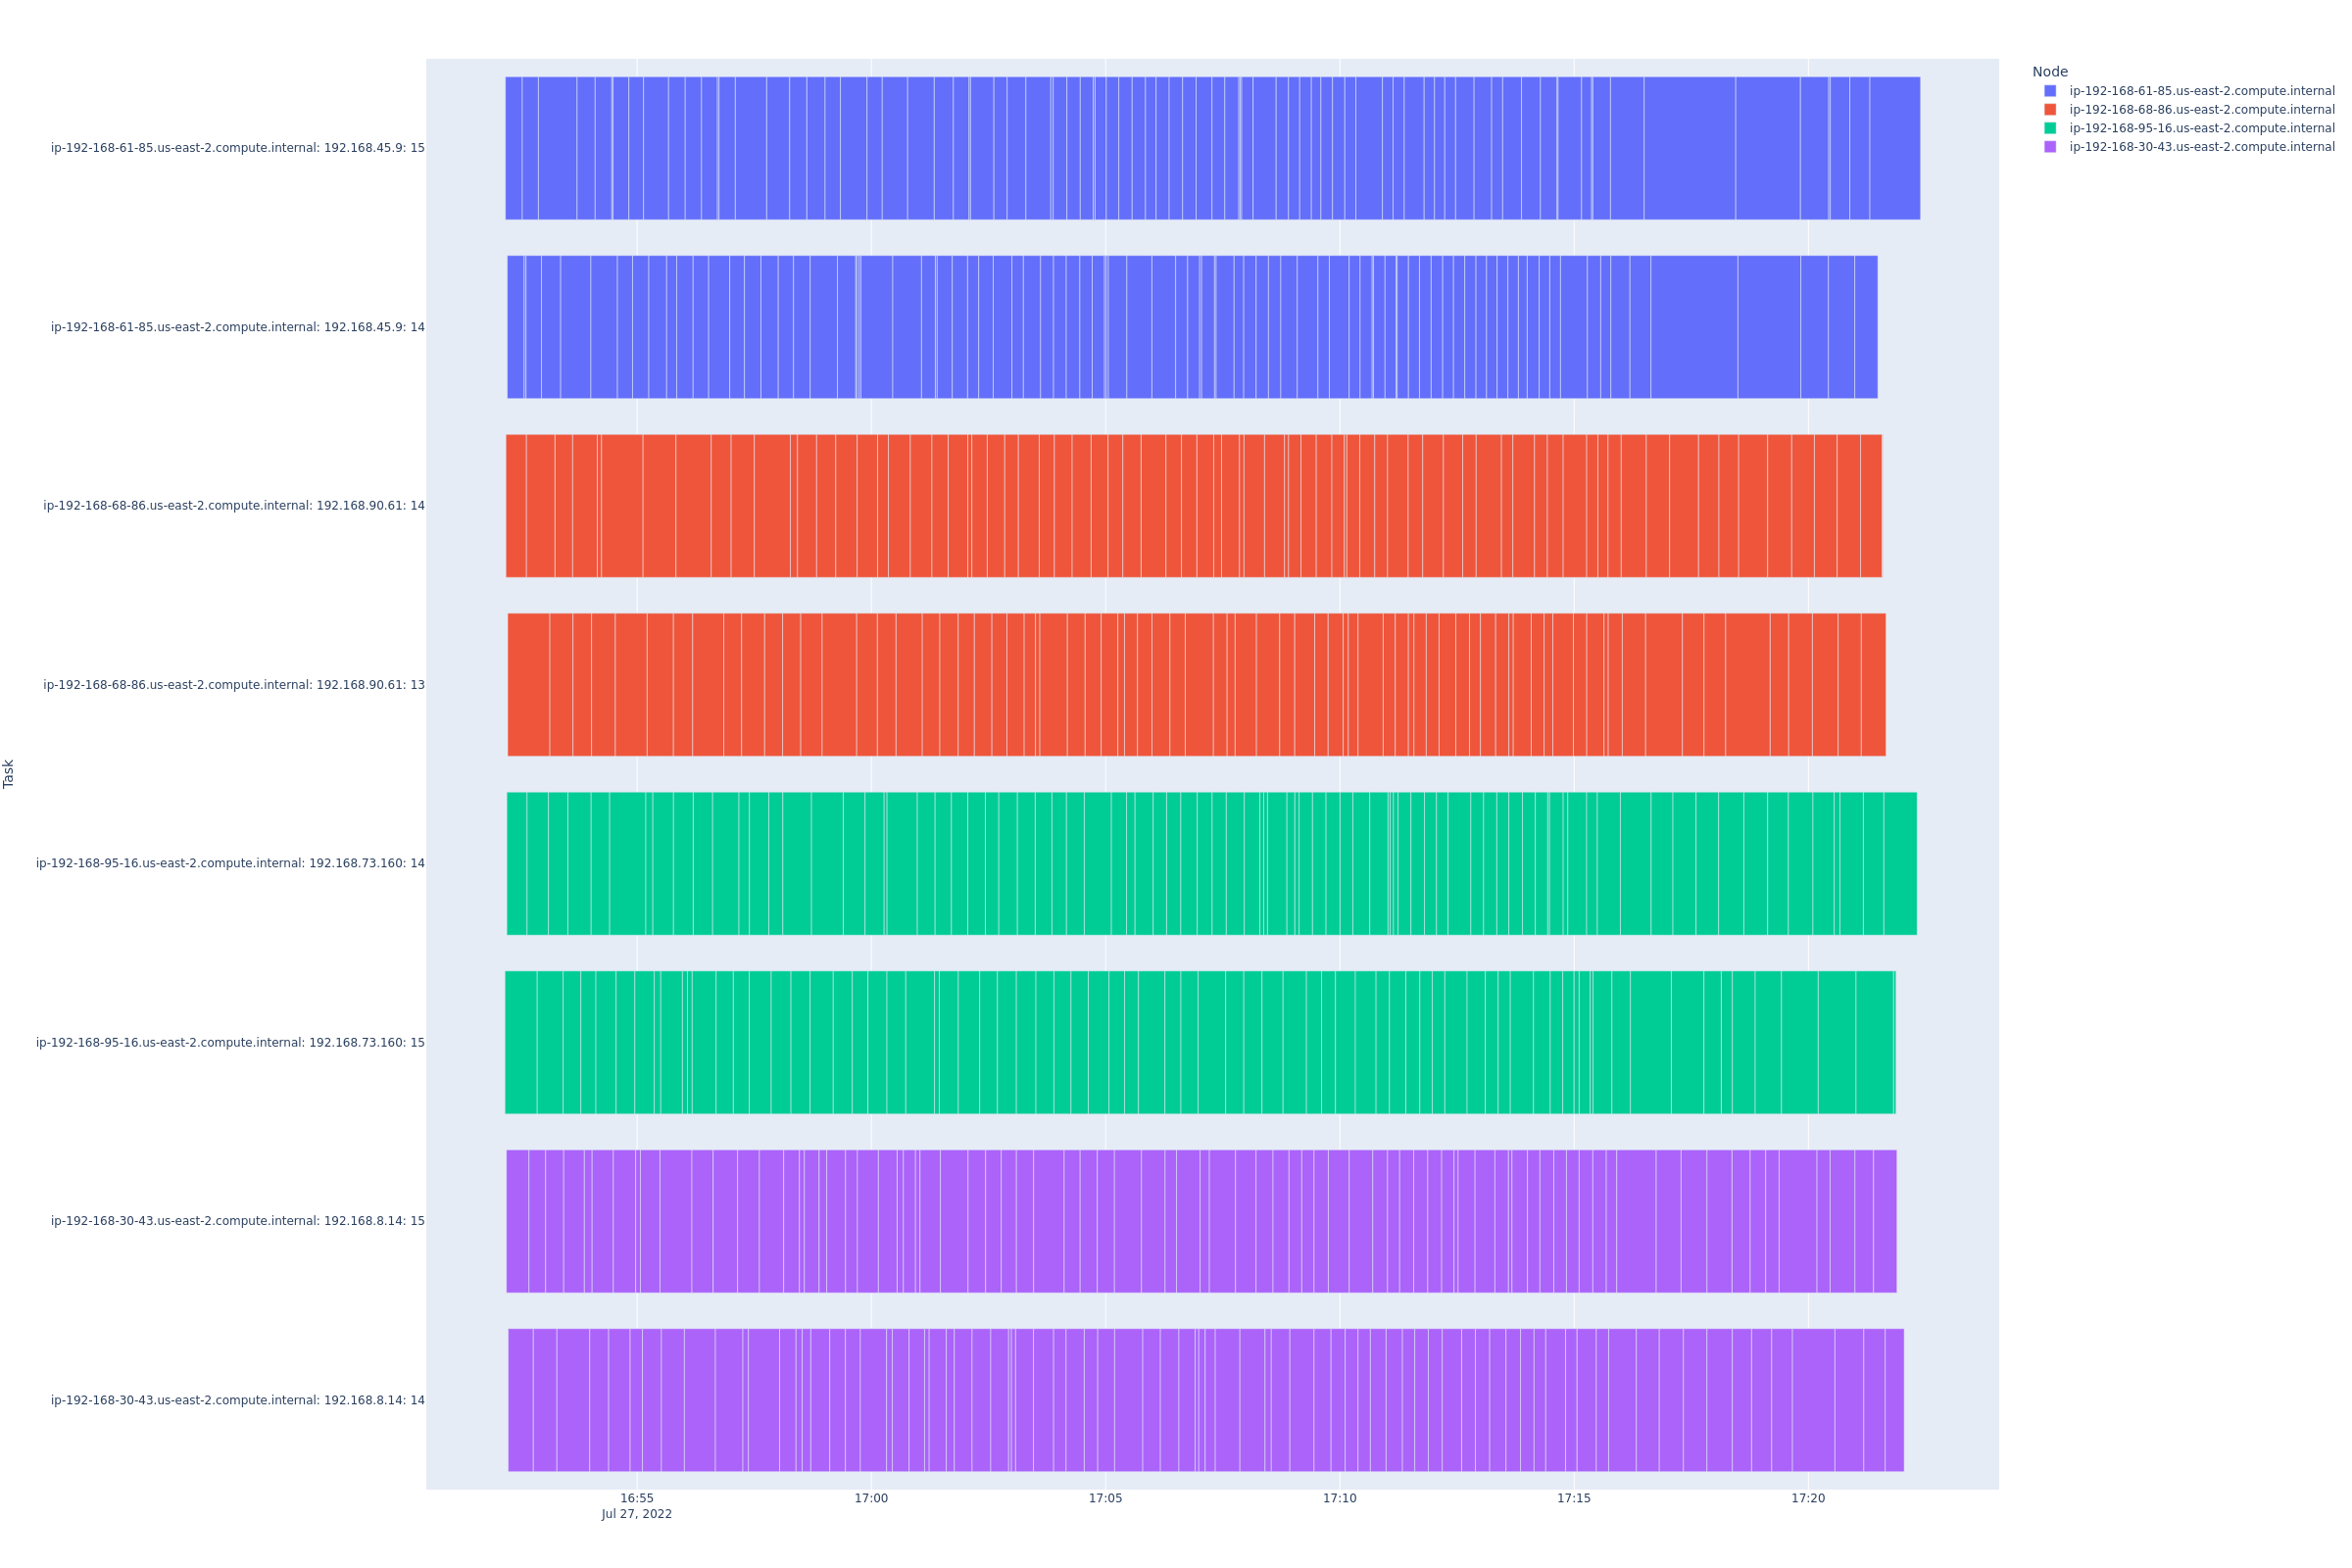 Node
ip-192-168-61-85.us-east-2.compute.internal
ip-192-168-68-86.us-east-2.compute.internal
ip-192-168-95-16.us-east-2.compute.internal
ip-192-168-30-43.us-east-2.compute.internal
ip-192-168-61-85.us-east-2.compute.internal: 192.168.45.9: 15
ip-192-168-61-85.us-east-2.compute.internal: 192.168.45.9: 14
ip-192-168-68-86.us-east-2.compute.internal: 192.168.90.61: 14
ip-192-168-68-86.us-east-2.compute.internal: 192.168.90.61: 13
Task
ip-192-168-95-16.us-east-2.compute.internal: 192.168.73.160: 14
ip-192-168-95-16.us-east-2.compute.internal: 192.168.73.160: 15
ip-192-168-30-43.us-east-2.compute.internal: 192.168.8.14: 15
ip-192-168-30-43.us-east-2.compute.internal: 192.168.8.14: 14
16:55 17:00 17:05 17:10 17:15 17:20
Jul 27, 2022